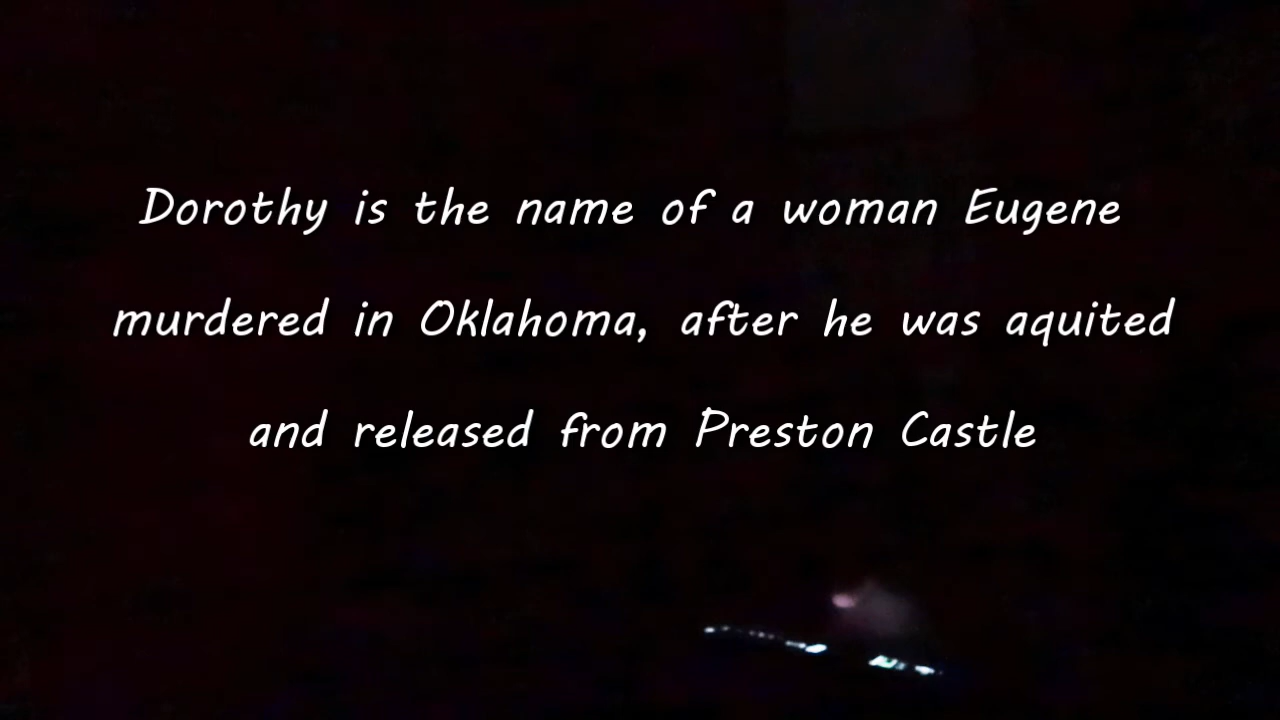 Dorothy is the name of a woman Eugene
murdered in Oklahoma, after he was aquited
and released from Preston Castle